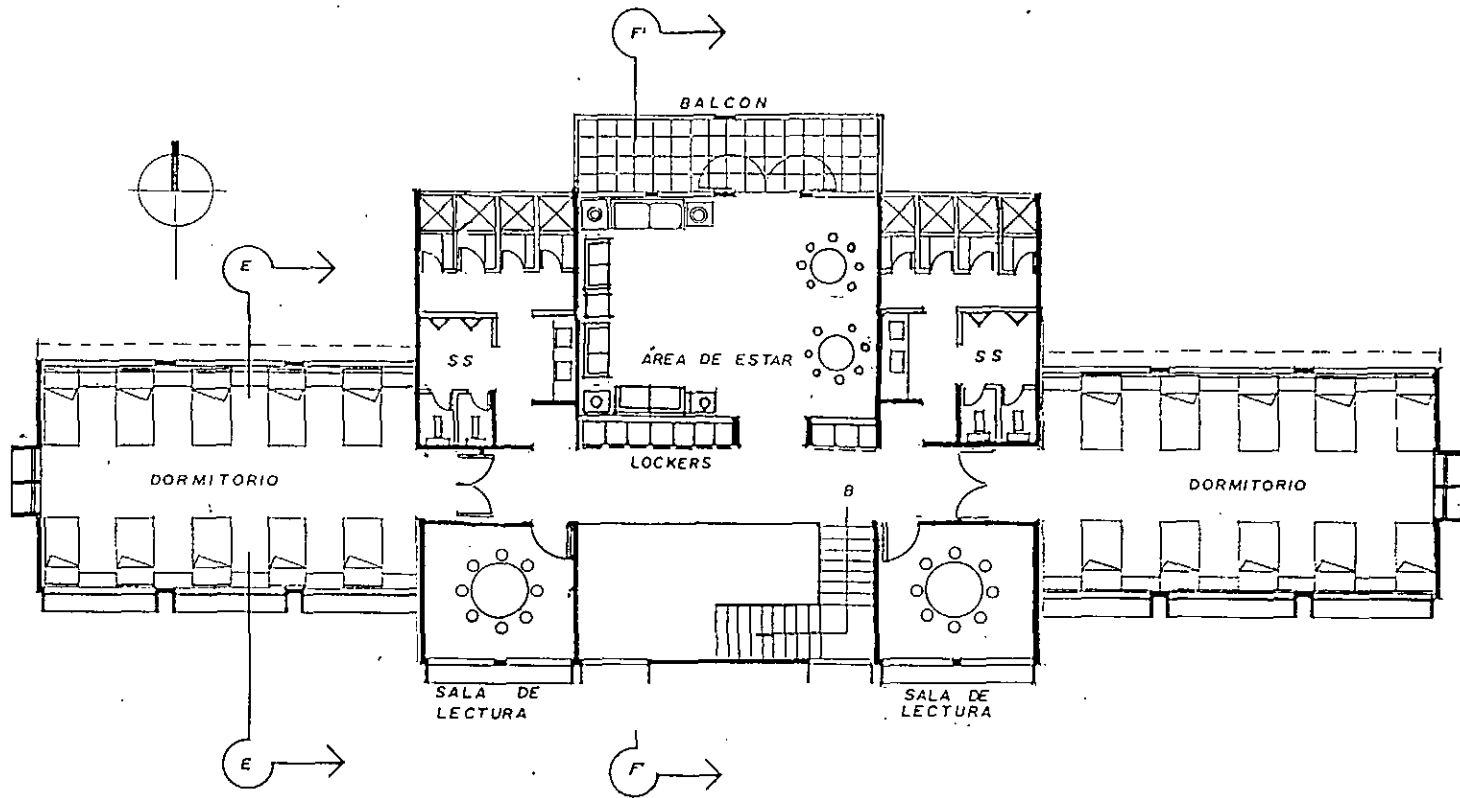 F'
BALCON
E
ÁREA DE ESTAR
SS
SS
LOCKERS
DORMITORIO
B
DORMITORIO
SALA DE
LECTURA
SALA DE
LECTURA
E
F'